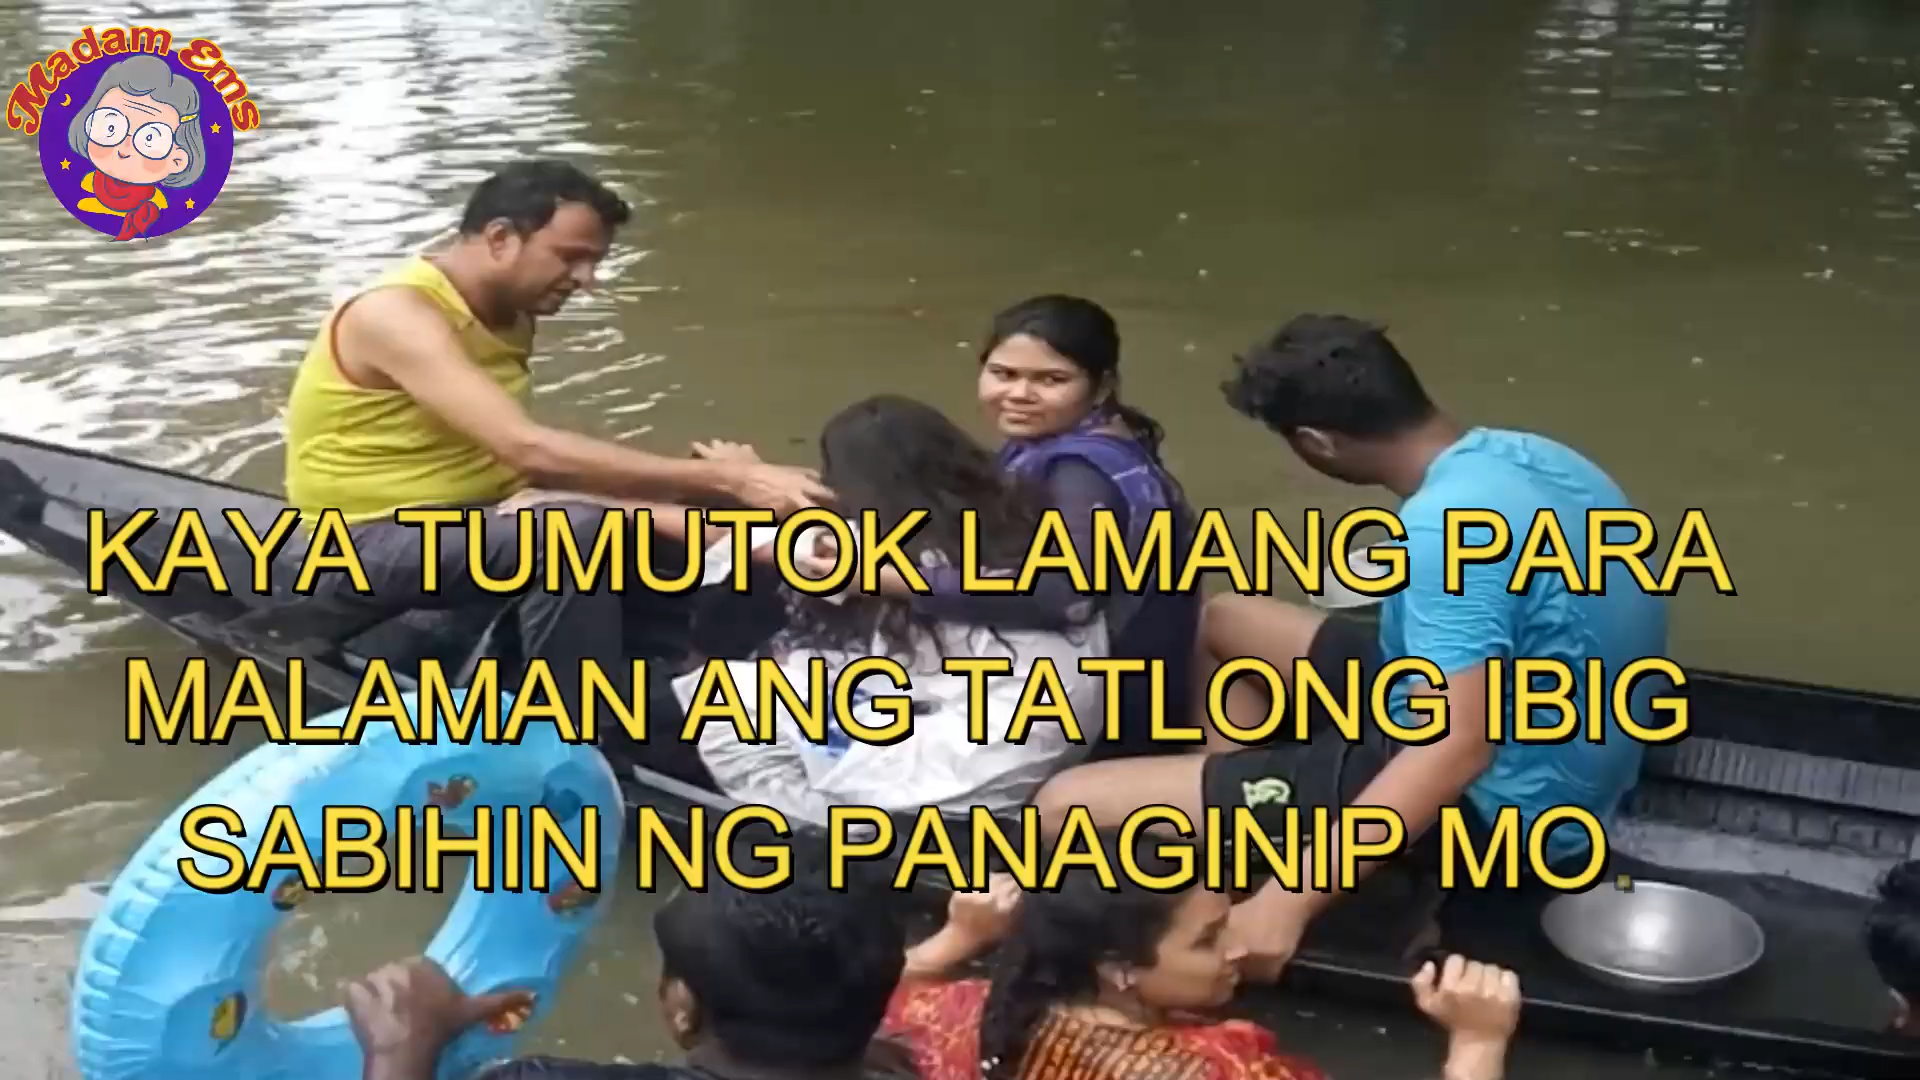 Madam Ems
KAYA TUMUTOK LAMANG PARA
MALAMAN ANG TATLONG IBIG
SABIHIN NG PANAGINIP MO.